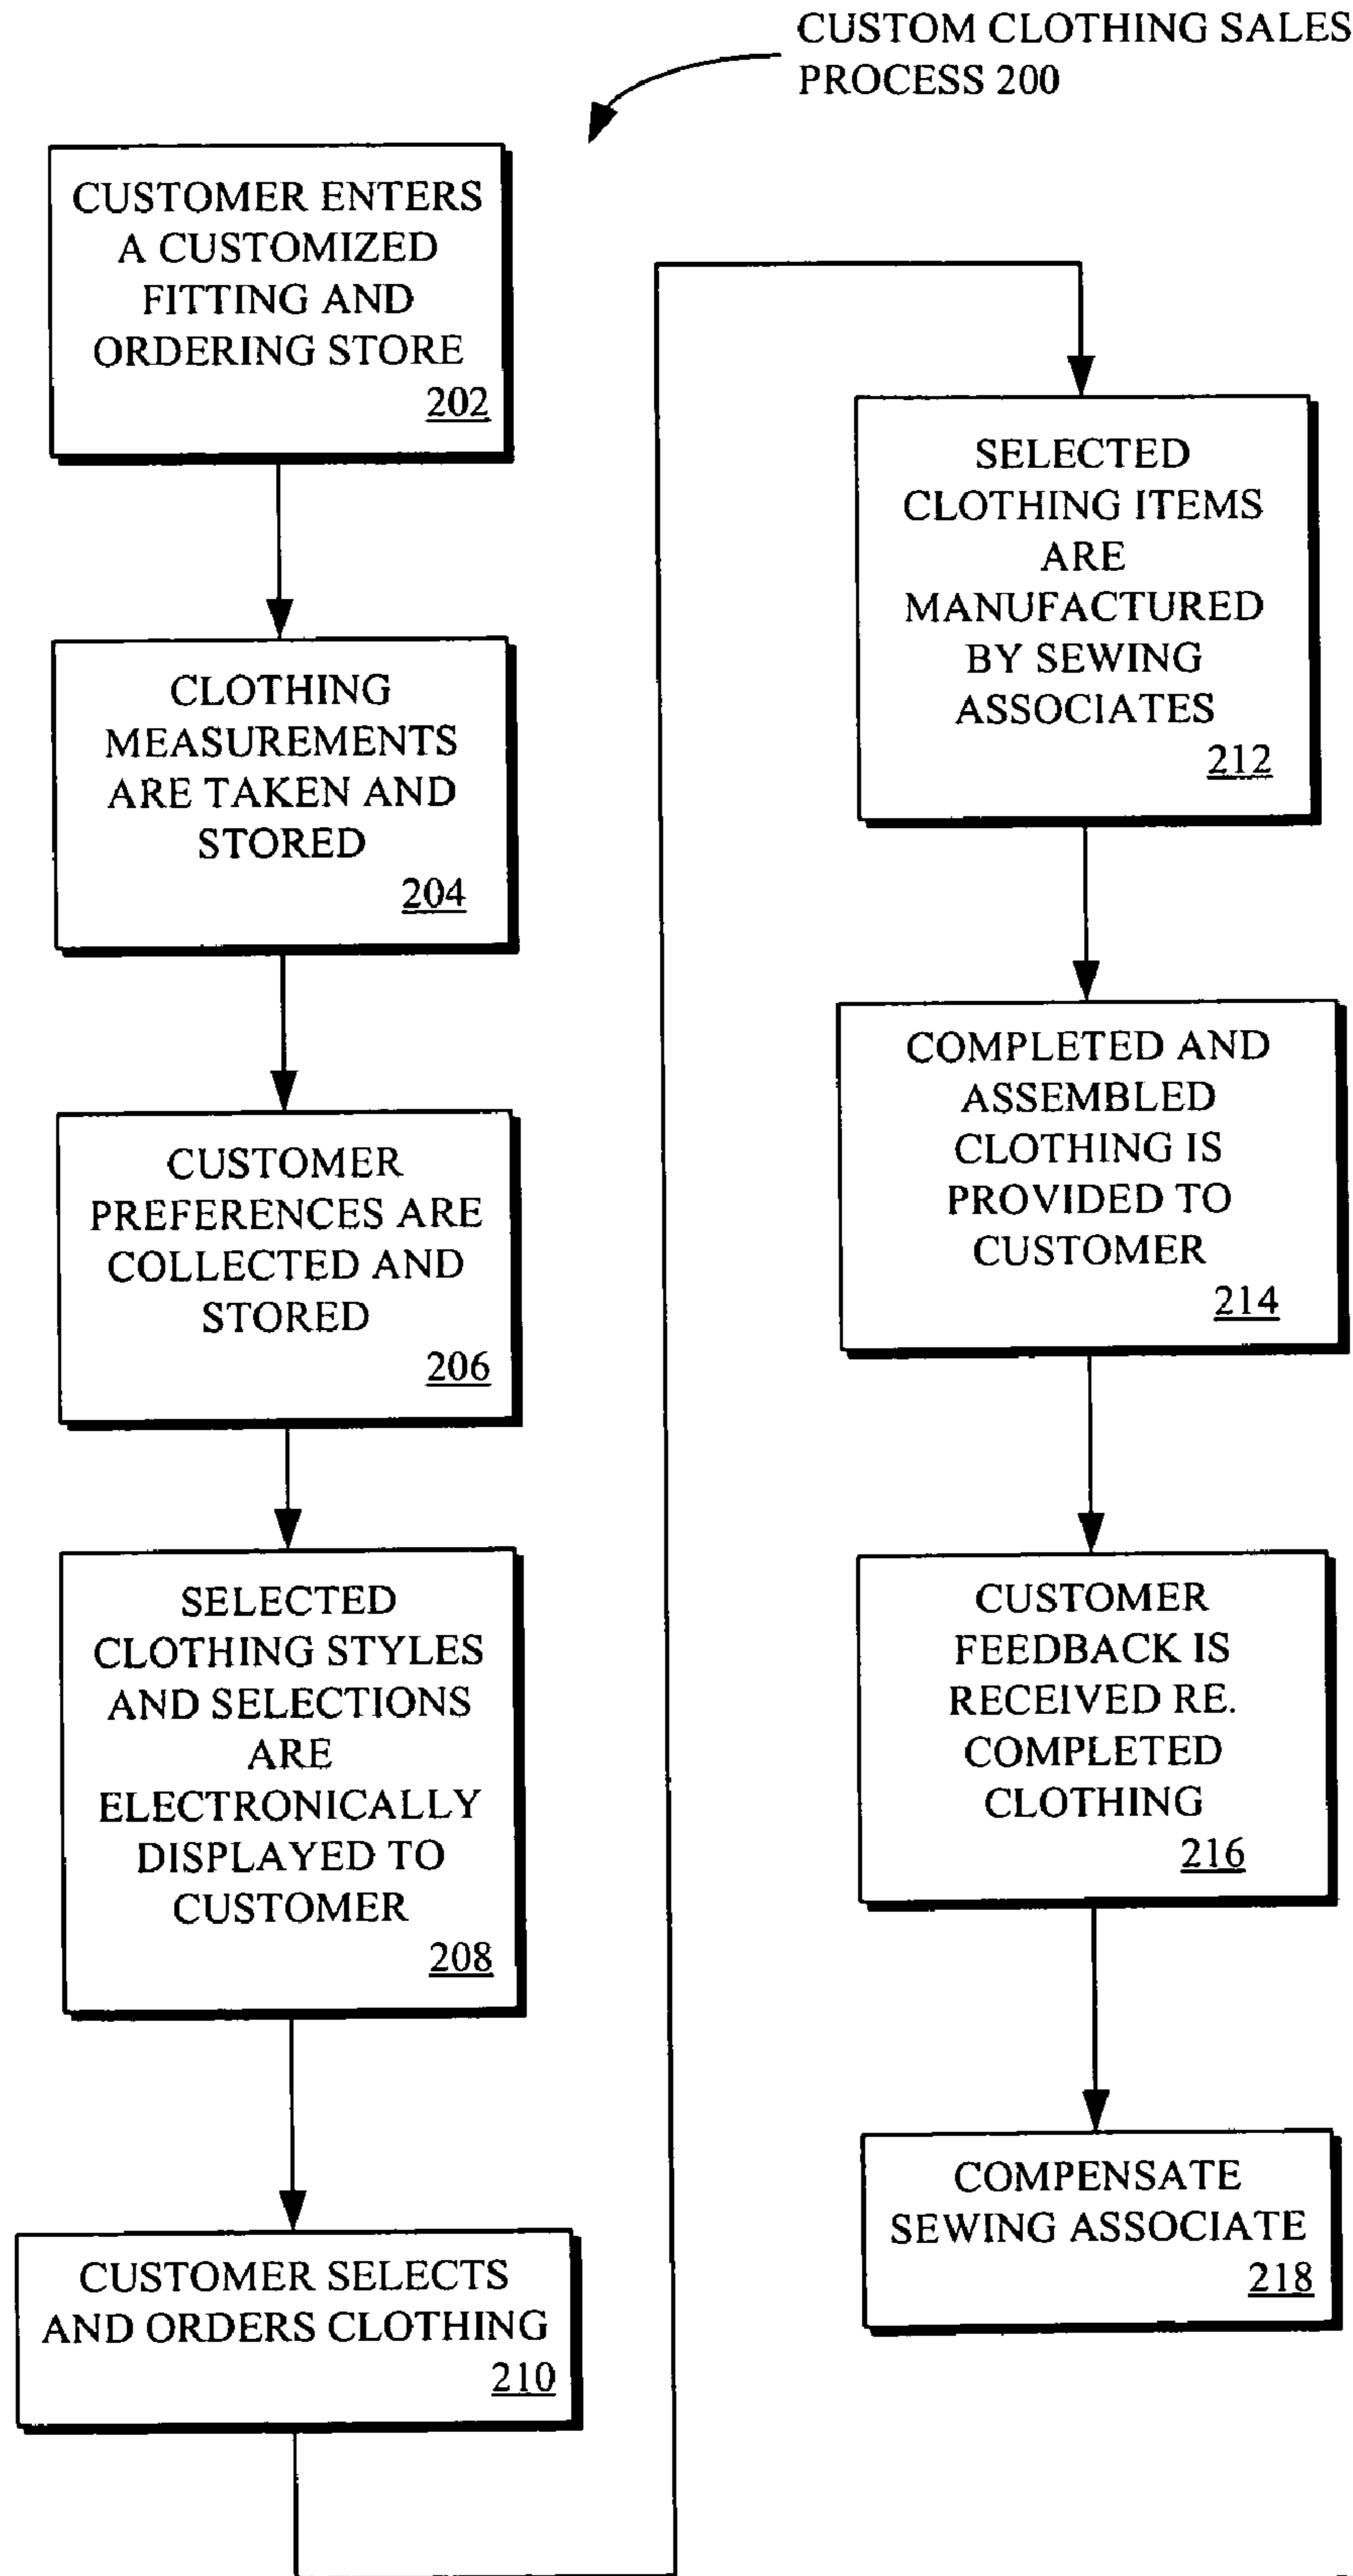 CUSTOM CLOTHING SALES
PROCESS 200
CUSTOMER ENTERS
A CUSTOMIZED
FITTING AND
ORDERING STORE
202
CLOTHING
MEASUREMENTS
ARE TAKEN AND
STORED
204
CUSTOMER
PREFERENCES ARE
COLLECTED AND
STORED
206
SELECTED
CLOTHING STYLES
AND SELECTIONS
ARE
ELECTRONICALLY
DISPLAYED TO
CUSTOMER
208
CUSTOMER SELECTS
AND ORDERS CLOTHING
210
SELECTED
CLOTHING ITEMS
ARE
MANUFACTURED
BY SEWING
ASSOCIATES
212
COMPLETED AND
ASSEMBLED
CLOTHING IS
PROVIDED TO
CUSTOMER
214
CUSTOMER
FEEDBACK IS
RECEIVED RE.
COMPLETED
CLOTHING
216
COMPENSATE
SEWING ASSOCIATE
218